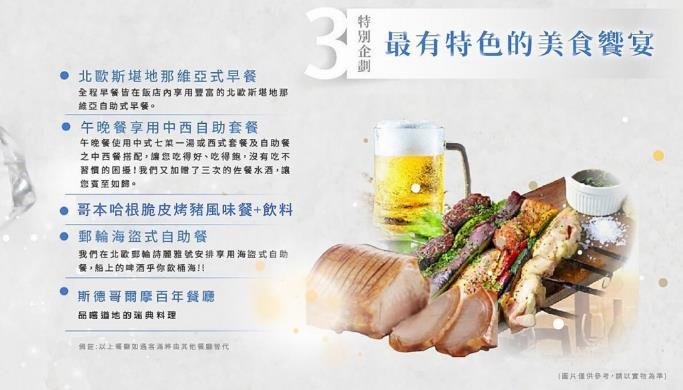 3
特別企劃
最有特色的美食饗宴
北歐斯堪地那維亞式早餐
全程早餐皆在飯店內享用豐富的北歐斯堪地那
維亞自助式早餐。
午晚餐享用中西自助套餐
午晚餐使用中式七菜一湯或西式套餐及自助餐
之中西餐搭配，讓您吃得好、吃得飽，沒有吃不
習慣的困擾！我們又加贈了三次的佐餐水酒，讓
您賓至如歸。
哥本哈根脆皮烤豬風味餐+飲料
郵輪海盜式自助餐
我們在北歐郵輪詩麗雅號安排享用海盜式自助
餐，船上的啤酒乎你飲桶海!!
斯德哥爾摩百年餐廳
品嚐道地的瑞典料理
備註:以上餐廳如遇客滿將由其他餐廳替代
(圖片僅供參考，請以實物為準)